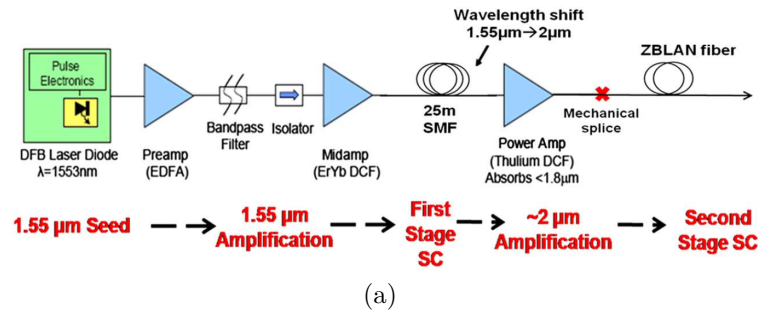 Wavelength shift
1.55µm→2µm
ZBLAN fiber
Pulse
Electronics
25m
SMF
Mechanical
splice
Bandpass
Filter
Isolator
DFB Laser Diode
λ=1553nm
Preamp
(EDFA)
Midamp
(ErYb DCF)
Power Amp
(Thulium DCF)
Absorbs <1.8µm
1.55 µm Seed
1.55 µm
Amplification
First
Stage
SC
~2 µm
Amplification
Second
Stage SC
(a)